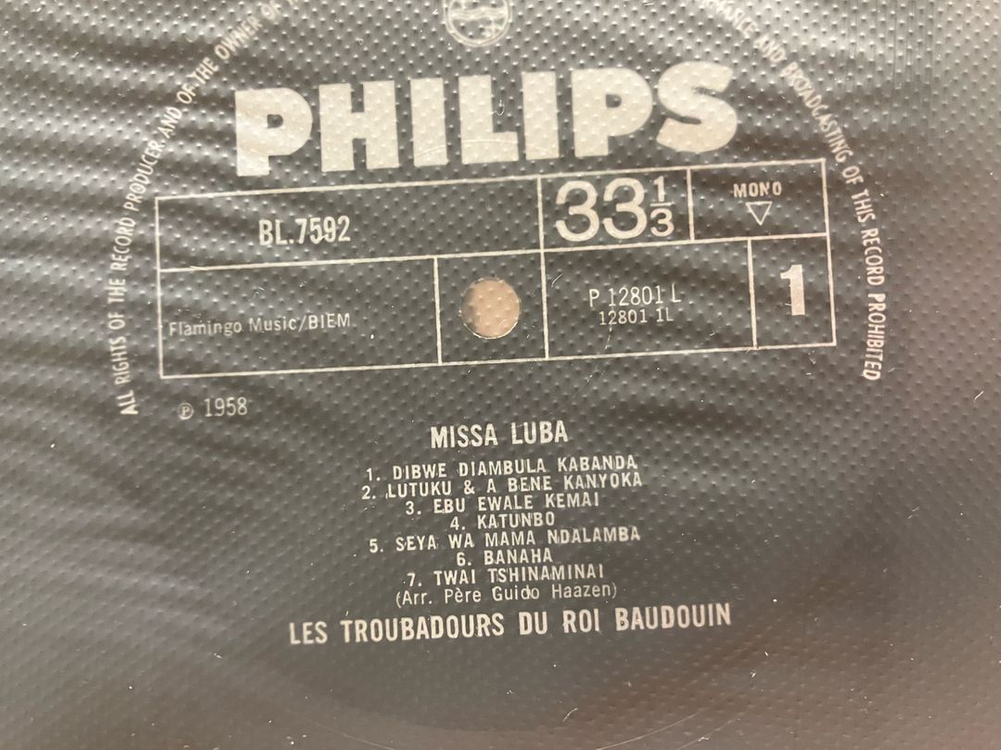 ALL RIGHTS OF THE RECORD PRODUCER AND OF THE OWNER OF
AND BROADCASTING OF THIS RECORD PROHIBITED
PHILIPS
BL.7592
33 1/3
MONO
Flamingo Music/BIEM
P 12801 L
12801 1L
1
℗ 1958
MISSA LUBA
1. DIBWE DIAMBULA KABANDA
2. LUTUKU & A BENE KANYOKA
3. EBU EWALE KEMAI
4. KATUNBO
5. SEYA WA MAMA NDALAMBA
6. BANAHA
7. TWAI TSHINAMINAI
(Arr. Père Guido Haazen)
LES TROUBADOURS DU ROI BAUDOUIN